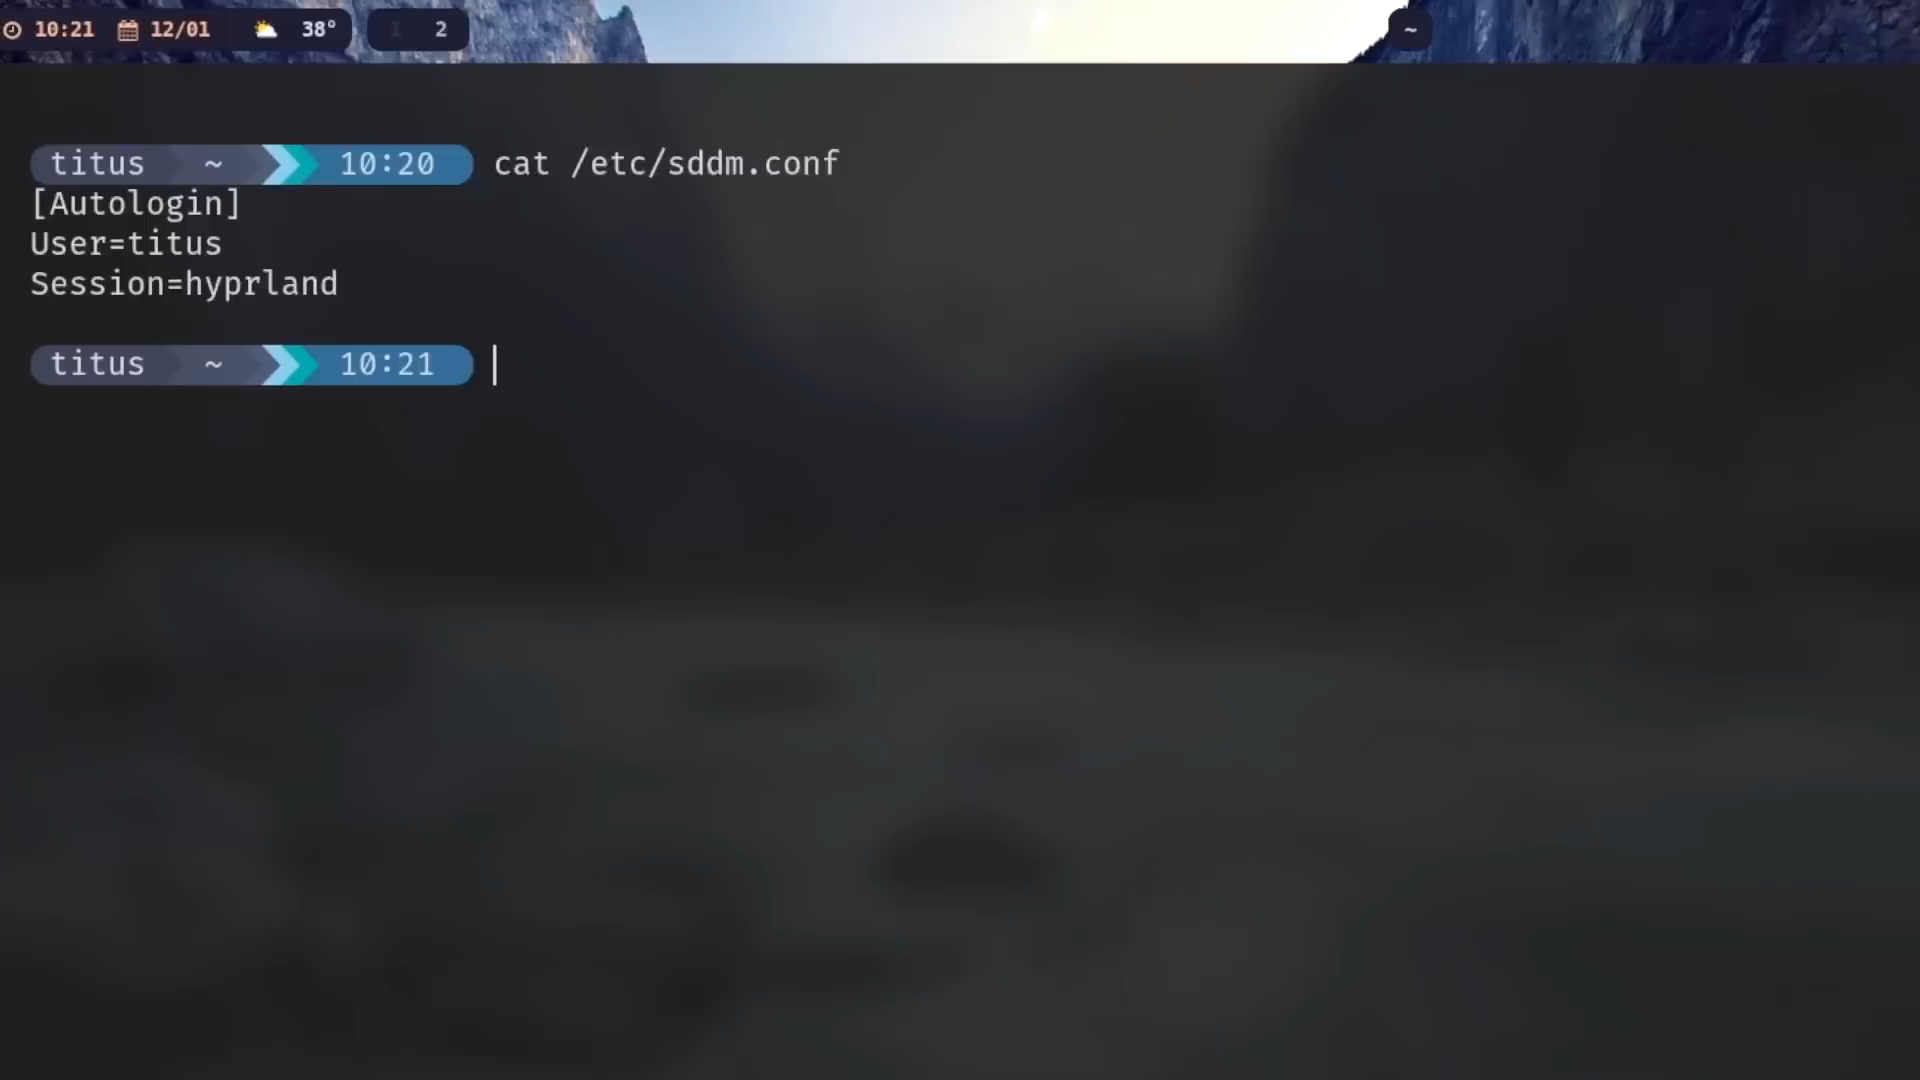 10:21 12/01 38° 1 2 ~
titus ~ 10:20 cat /etc/sddm.conf
[Autologin]
User=titus
Session=hyprland
titus ~ 10:21